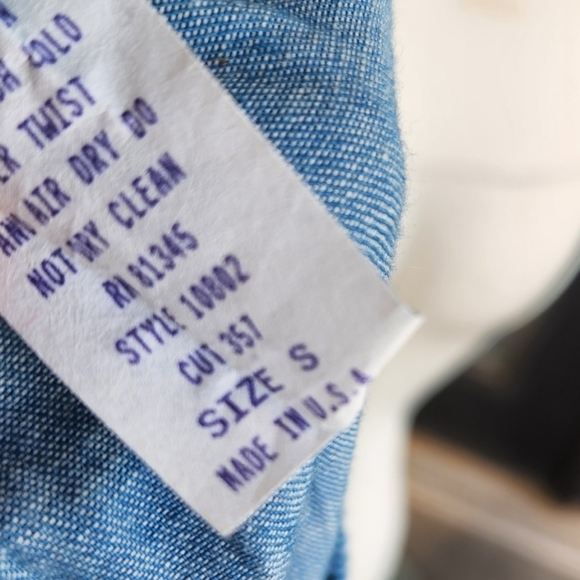 COLD
TWIST
AIR DRY DO
NOT DRY CLEAN
RN 81345
STYLE 10802
CUT 357
SIZE S
MADE IN U.S.A